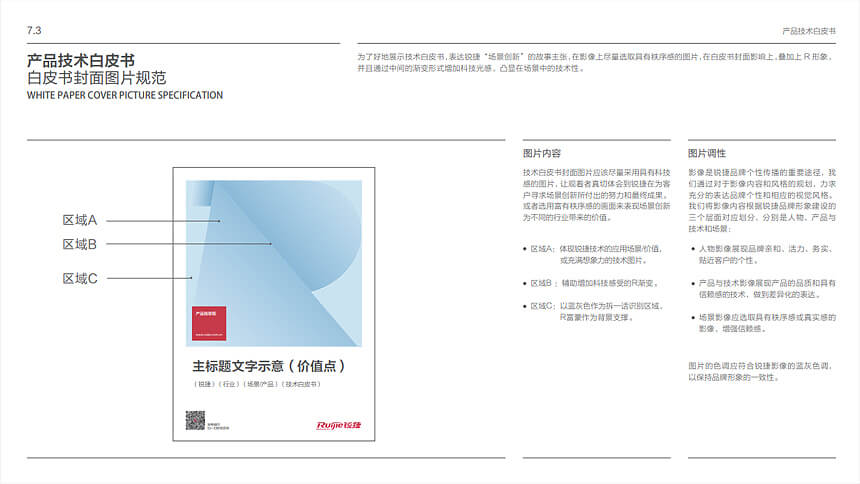 7.3
产品技术白皮书
产品技术白皮书
白皮书封面图片规范
WHITE PAPER COVER PICTURE SPECIFICATION
为了好地展示技术白皮书，表达锐捷“场景创新”的故事主张，在影像上尽量选取具有秩序感的图片，在白皮书封面影响上，叠加上 R 形象，
并且通过中间的渐变形式增加科技光感，凸显在场景中的技术性。
区域A
区域B
区域C
产品技术部
主标题文字示意（价值点）
（锐捷）（行业）（场景/产品）（技术白皮书）
Ruijie锐捷
图片内容
技术白皮书封面图片应该尽量采用具有科技
感的图片，让观看者真切体会到锐捷在为客
户寻求场景创新所付出的努力和最终成果。
或者选用富有秩序感的画面来表现场景创新
为不同的行业带来的价值。
● 区域A：体现锐捷技术的应用场景/价值，
或充满想象力的技术图片。
● 区域B ：辅助增加科技感受的R渐变。
● 区域C：以蓝灰色作为拆一话识别区域，
R富豪作为背景支撑。
图片调性
影像是锐捷品牌个性传播的重要途径，我
们通过对于影像内容和风格的规划，力求
充分的表达品牌个性和相应的视觉风格。
我们将影像内容根据锐捷品牌形象建设的
三个层面对应划分，分别是人物、产品与
技术和场景：
● 人物影像展现品牌亲和、活力、务实、
贴近客户的个性。
● 产品与技术影像展现产品的品质和具有
信赖感的技术，做到差异化的表达。
● 场景影像应选取具有秩序或真实感的
影像，增强信赖感。
图片的色调应符合锐捷影像的蓝灰色调，
以保持品牌形象的一致性。